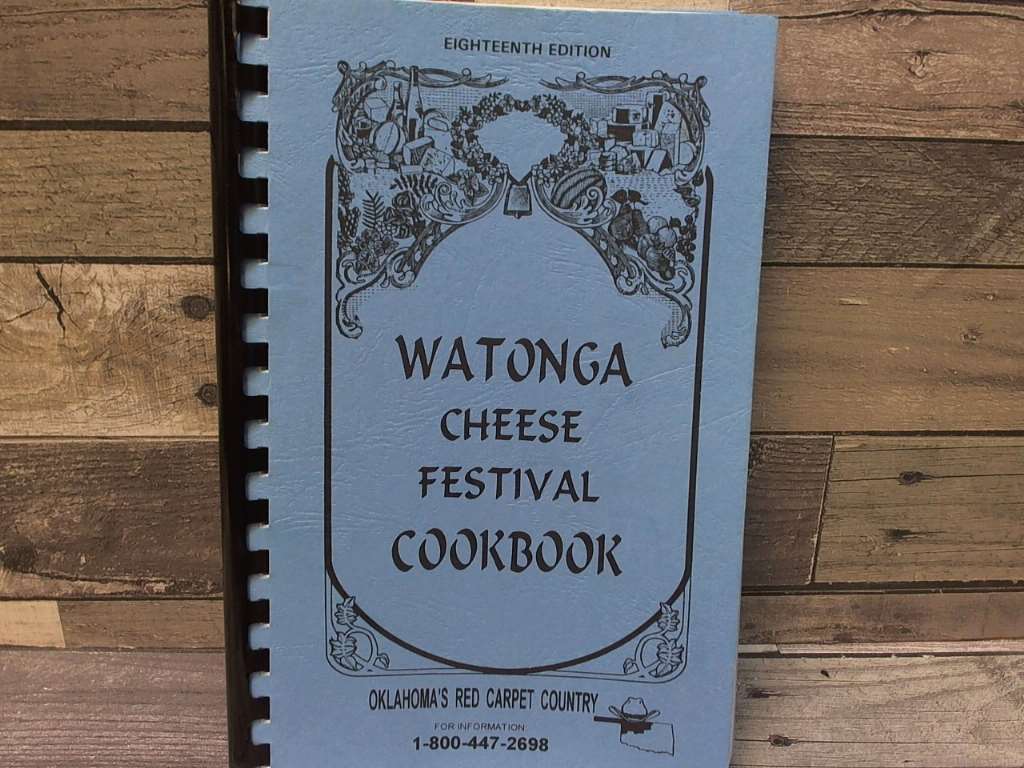 EIGHTEENTH EDITION
WATONGA
CHEESE
FESTIVAL
COOKBOOK
OKLAHOMA'S RED CARPET COUNTRY
FOR INFORMATION:
1-800-447-2698